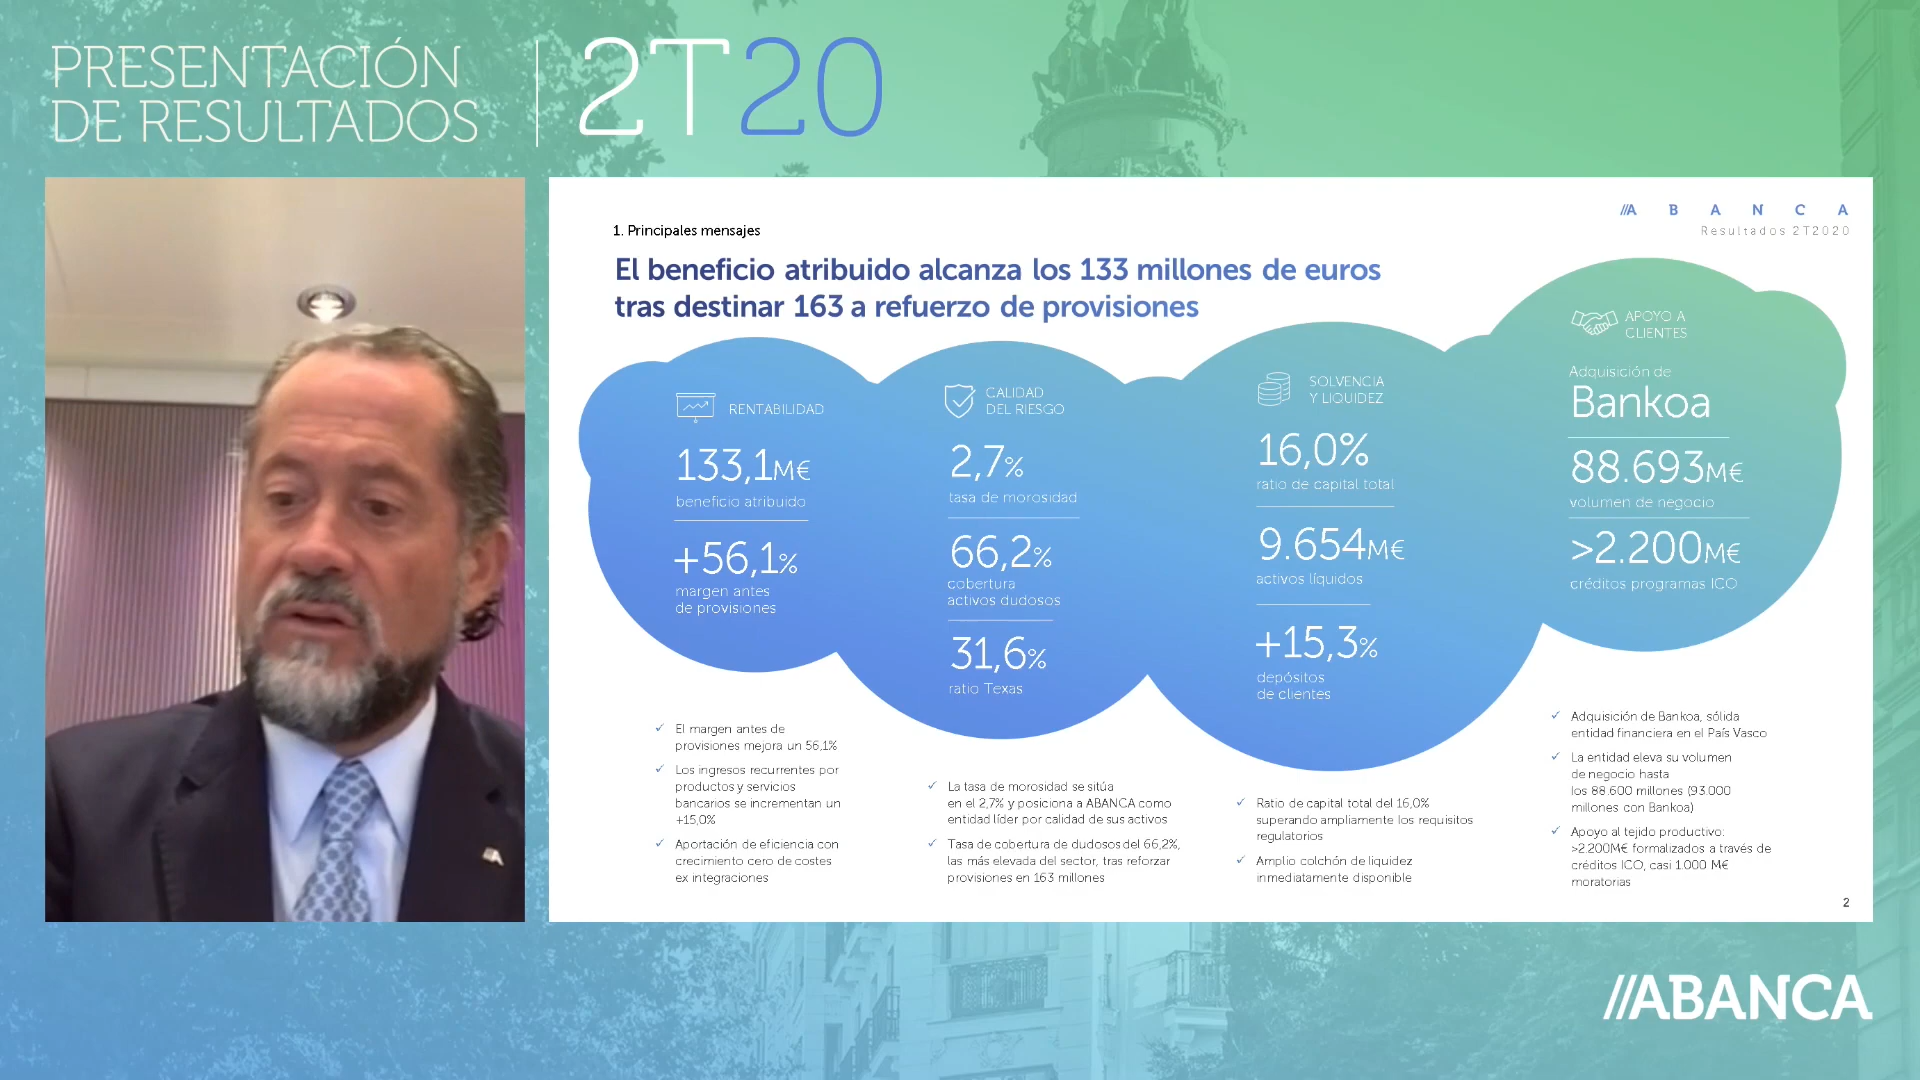 PRESENTACIÓN
DE RESULTADOS
2T20
//A B A N C A
Resultados 2T2020
1. Principales mensajes
El beneficio atribuido alcanza los 133 millones de euros
tras destinar 163 a refuerzo de provisiones
RENTABILIDAD
133,1M€
beneficio atribuido
+56,1%
margen antes
de provisiones
CALIDAD
DEL RIESGO
2,7%
tasa de morosidad
66,2%
cobertura
activos dudosos
31,6%
ratio Texas
SOLVENCIA
Y LIQUIDEZ
16,0%
ratio de capital total
9.654M€
activos líquidos
+15,3%
depósitos
de clientes
APOYO A
CLIENTES
Adquisición de
Bankoa
88.693M€
volumen de negocio
>2.200M€
créditos programas ICO
El margen antes de
provisiones mejora un 56,1%
Los ingresos recurrentes por
productos y servicios
bancarios se incrementan un
+15,0%
Aportación de eficiencia con
crecimiento cero de costes
ex integraciones
La tasa de morosidad se sitúa
en el 2,7% y posiciona a ABANCA como
entidad líder por calidad de sus activos
Tasa de cobertura de dudosos del 66,2%,
las más elevada del sector, tras reforzar
provisiones en 163 millones
Ratio de capital total del 16,0%
superando ampliamente los requisitos
regulatorios
Amplio colchón de liquidez
inmediatamente disponible
Adquisición de Bankoa, sólida
entidad financiera en el País Vasco
La entidad eleva su volumen
de negocio hasta
los 88.600 millones (93.000
millones con Bankoa)
Apoyo al tejido productivo:
>2.200M€ formalizados a través de
créditos ICO, casi 1.000 M€
moratorias
2
//ABANCA